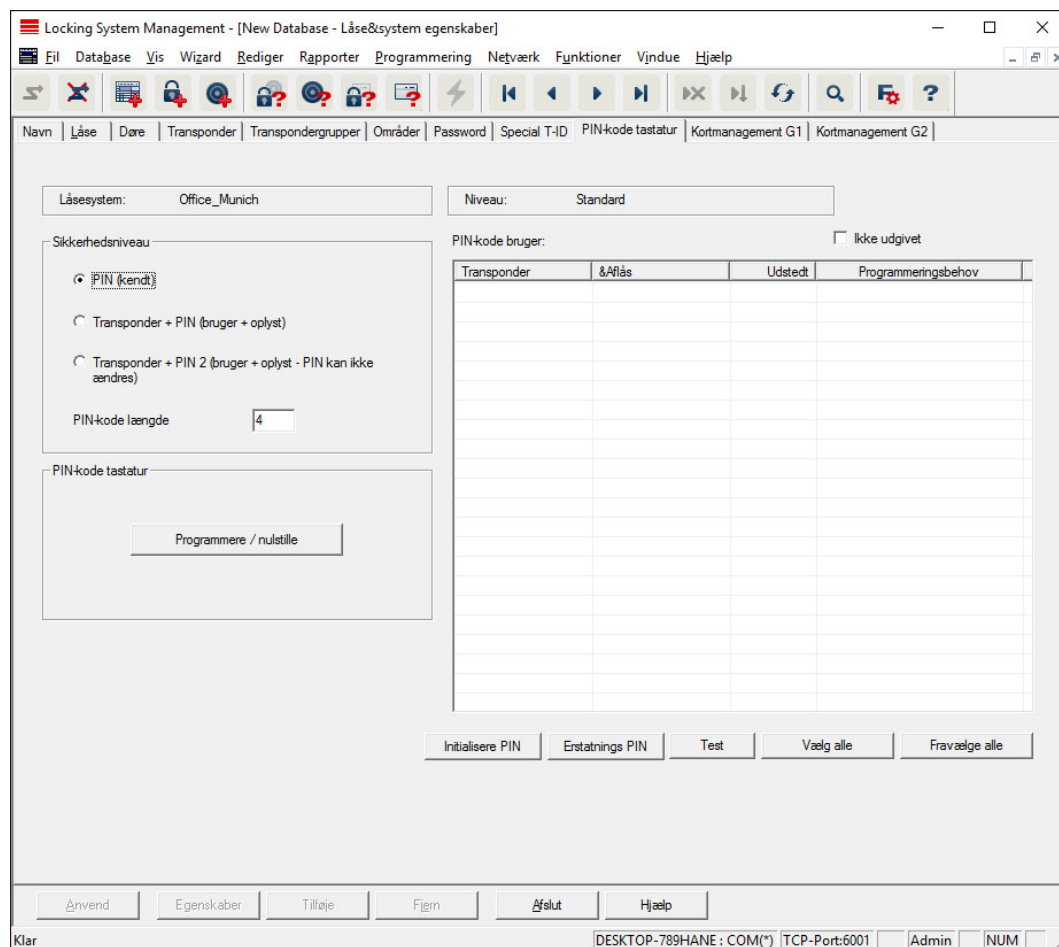 Locking System Management - [New Database - Låse&system egenskaber]
Fil Database Vis Wizard Rediger Rapporter Programmering Netværk Funktioner Vindue Hjælp
Navn Låse Døre Transponder Transpondergrupper Områder Password Special T-ID PIN-kode tastatur Kortmanagement G1 Kortmanagement G2
Låsesystem: Office_Munich
Niveau: Standard
Sikkerhedsniveau
PIN (kendt)
Transponder + PIN (bruger + oplyst)
Transponder + PIN 2 (bruger + oplyst - PIN kan ikke
ændres)
PIN-kode længde 4
PIN-kode tastatur
Programmere / nulstille
PIN-kode bruger: Ikke udgivet
Transponder &Aflås Udstedt Programmeringsbehov
Initialisere PIN Erstatnings PIN Test Vælg alle Fravælge alle
Anvend Egenskaber Tilføje Fjern Afslut Hjælp
Klar DESKTOP-789HANE : COM(*) TCP-Port:6001 Admin NUM